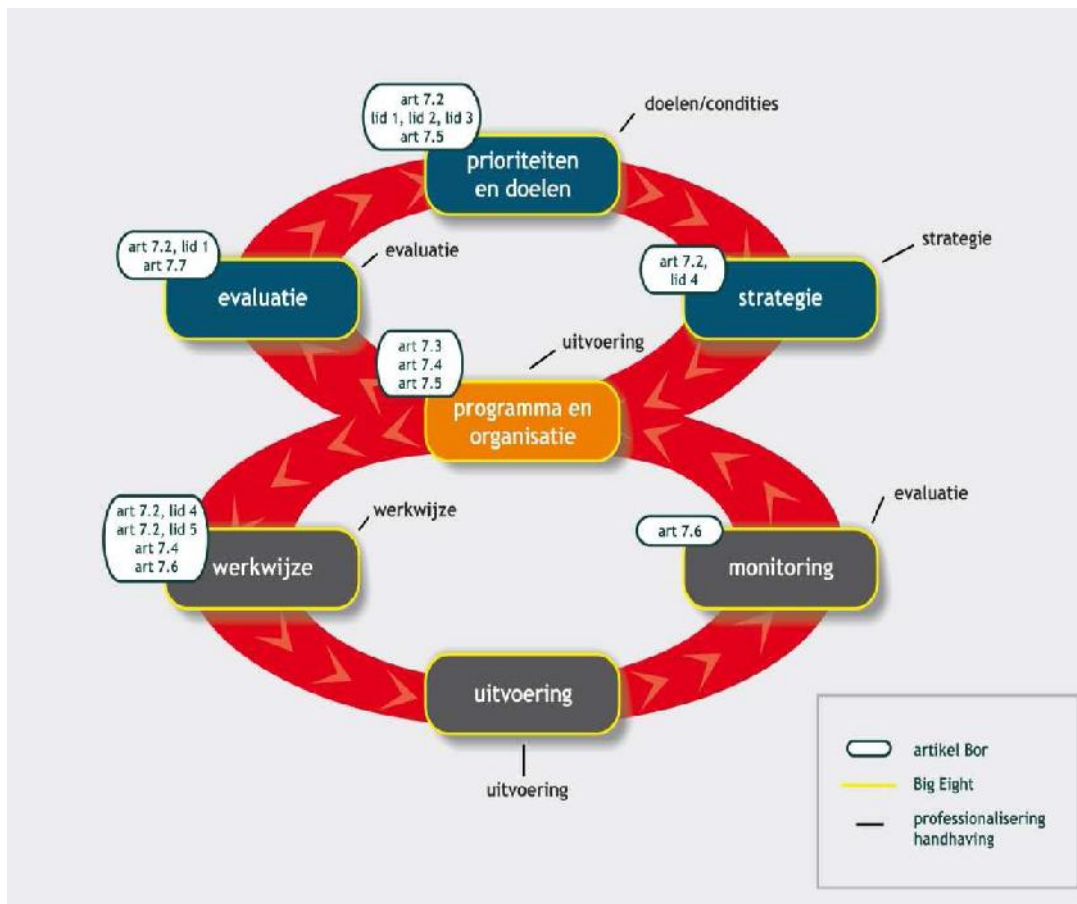 art 7.2
lid 1, lid 2, lid 3
art 7.5
doelen/condities
prioriteiten
en doelen
art 7.2, lid 1
art 7.7
evaluatie
evaluatie
art 7.2,
lid 4
strategie
strategie
art 7.3
art 7.4
art 7.5
uitvoering
programma en
organisatie
art 7.2, lid 4
art 7.2, lid 5
art 7.4
art 7.6
werkwijze
werkwijze
art 7.6
evaluatie
monitoring
uitvoering
uitvoering
artikel Bor
Big Eight
professionalisering
handhaving